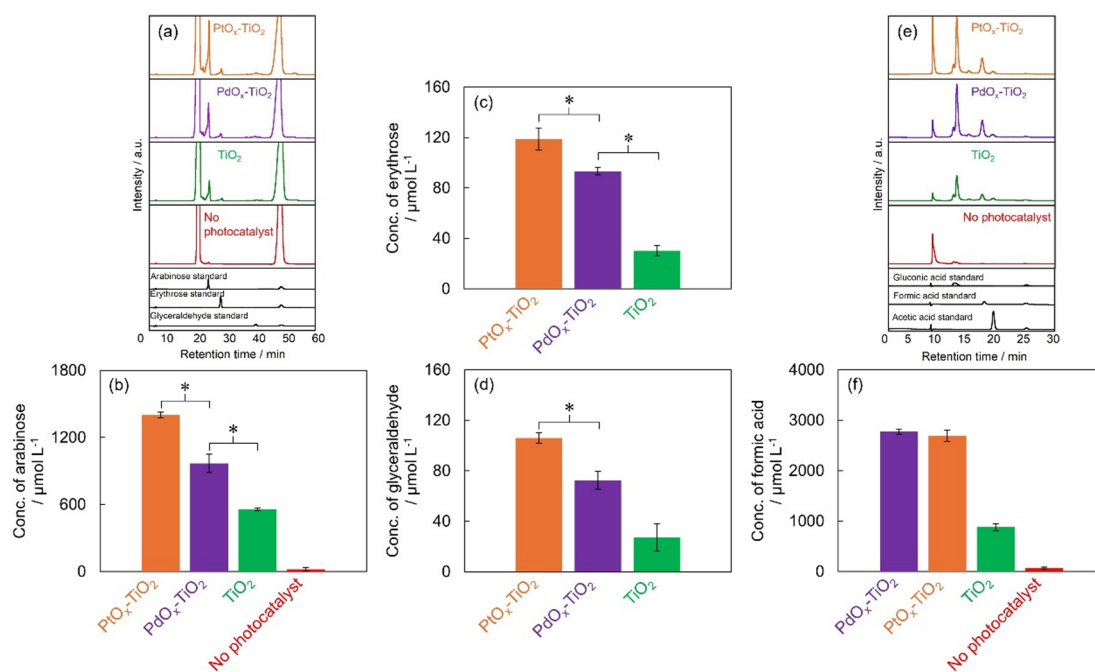 (a)
PtOₓ-TiO₂
PdOₓ-TiO₂
TiO₂
No
photocatalyst
Arabinose standard
Erythrose standard
Glyceraldehyde standard
Intensity / a.u.
0 10 20 30 40 50 60
Retention time / min
(c)
160
120
80
40
0
Conc. of erythrose
/ μmol L⁻¹
*
*
PtOₓ-TiO₂
PdOₓ-TiO₂
TiO₂
(e)
PtOₓ-TiO₂
PdOₓ-TiO₂
TiO₂
No photocatalyst
Gluconic acid standard
Formic acid standard
Acetic acid standard
Intensity / a.u.
0 5 10 15 20 25 30
Retention time / min
(b)
1800
1200
600
0
Conc. of arabinose
/ μmol L⁻¹
*
*
PtOₓ-TiO₂
PdOₓ-TiO₂
TiO₂
No photocatalyst
(d)
160
120
80
40
0
Conc. of glyceraldehyde
/ μmol L⁻¹
*
PtOₓ-TiO₂
PdOₓ-TiO₂
TiO₂
(f)
4000
3000
2000
1000
0
Conc. of formic acid
/ μmol L⁻¹
PdOₓ-TiO₂
PtOₓ-TiO₂
TiO₂
No photocatalyst